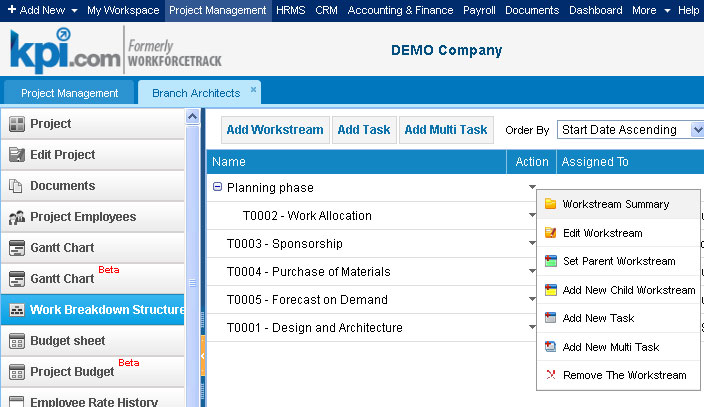 + Add New My Workspace Project Management HRMS CRM Accounting & Finance Payroll Documents Dashboard More Help
kpi.com Formerly WORKFORCETRACK
DEMO Company
Project Management Branch Architects ×
Project
Edit Project
Documents
Project Employees
Gantt Chart
Gantt Chart Beta
Work Breakdown Structure
Budget sheet
Project Budget Beta
Employee Rate History
Add Workstream Add Task Add Multi Task Order By Start Date Ascending
Name Action Assigned To
Planning phase
T0002 - Work Allocation
T0003 - Sponsorship
T0004 - Purchase of Materials
T0005 - Forecast on Demand
T0001 - Design and Architecture
Workstream Summary
Edit Workstream
Set Parent Workstream
Add New Child Workstream
Add New Task
Add New Multi Task
Remove The Workstream